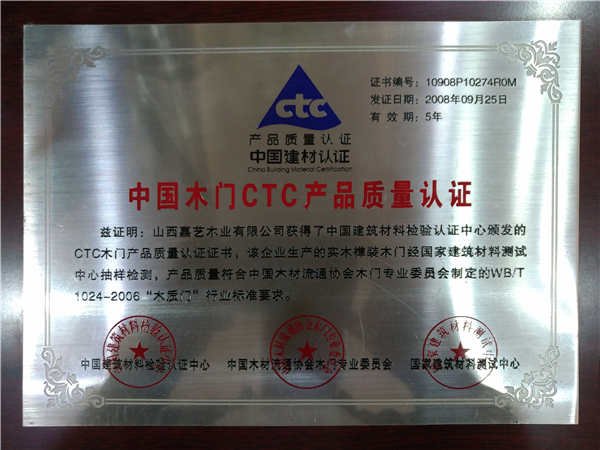 证书编号：10908P10274R0M
发证日期：2008年09月25日
有 效 期：5年
ctc
产品质量认证
中国建材认证
China Building Material Certification
中国木门CTC产品质量认证
兹证明：山西嘉艺木业有限公司获得了中国建筑材料检验认证中心颁发的
CTC木门产品质量认证证书，该企业生产的实木橡装木门经国家建筑材料测试
中心抽样检测，产品质量符合中国木材流通协会木门专业委员会制定的WB/T
1024-2006“木质门”行业标准要求。
中国建筑材料检验认证中心
中国木材流通协会木门专业委员会
国家建筑材料测试中心